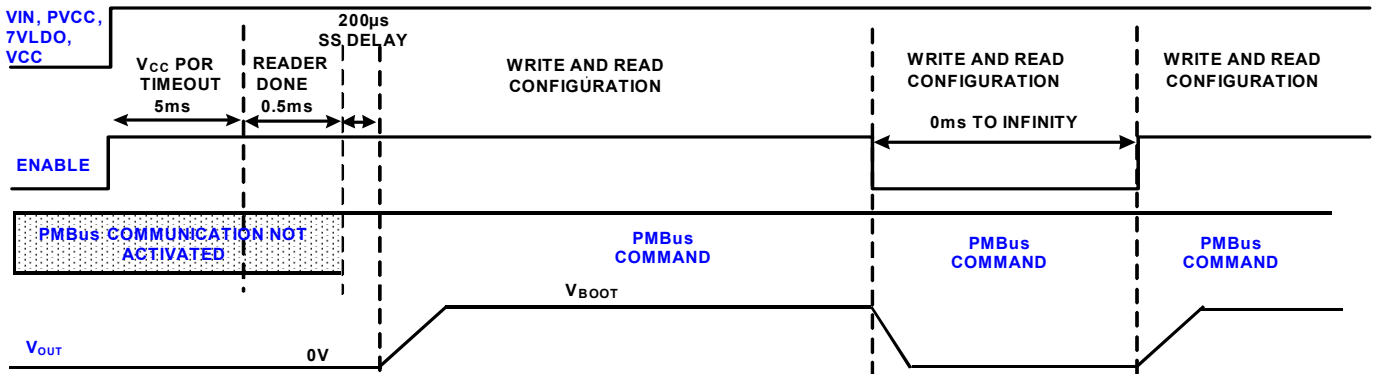 VIN, PVCC,
7VLDO,
VCC
VCC POR
TIMEOUT
5ms
READER
DONE
0.5ms
200µs
SS DELAY
WRITE AND READ
CONFIGURATION
WRITE AND READ
CONFIGURATION
WRITE AND READ
CONFIGURATION
0ms TO INFINITY
ENABLE
PMBus COMMUNICATION NOT
ACTIVATED
PMBus
COMMAND
PMBus
COMMAND
PMBus
COMMAND
VBOOT
VOUT
0V